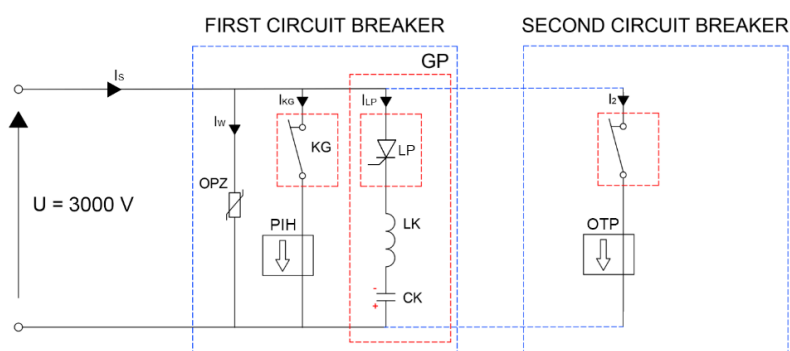 FIRST CIRCUIT BREAKER
SECOND CIRCUIT BREAKER
GP
Is
Iw
IKG
ILP
I2
KG
LP
OPZ
U = 3000 V
PIH
LK
OTP
-
+
CK